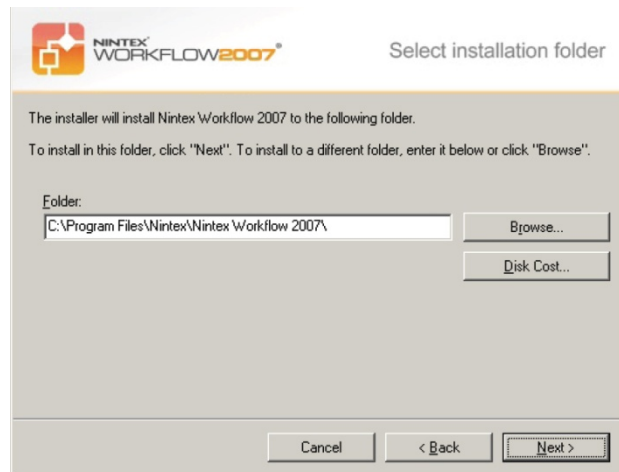 NINTEX
WORKFLOW2007®
Select installation folder
The installer will install Nintex Workflow 2007 to the following folder.
To install in this folder, click "Next". To install to a different folder, enter it below or click "Browse".
Folder:
C:\Program Files\Nintex\Nintex Workflow 2007\
Browse...
Disk Cost...
Cancel
< Back
Next >